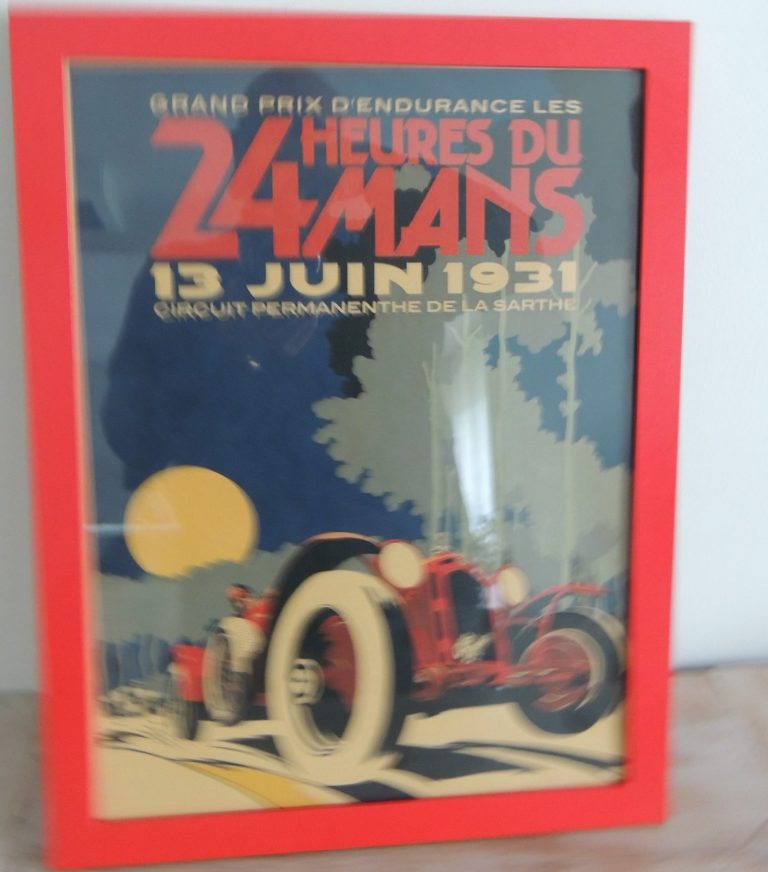 GRAND PRIX D'ENDURANCE LES
24 HEURES DU
MANS
13 JUIN 1931
CIRCUIT PERMANENTHE DE LA SARTHE